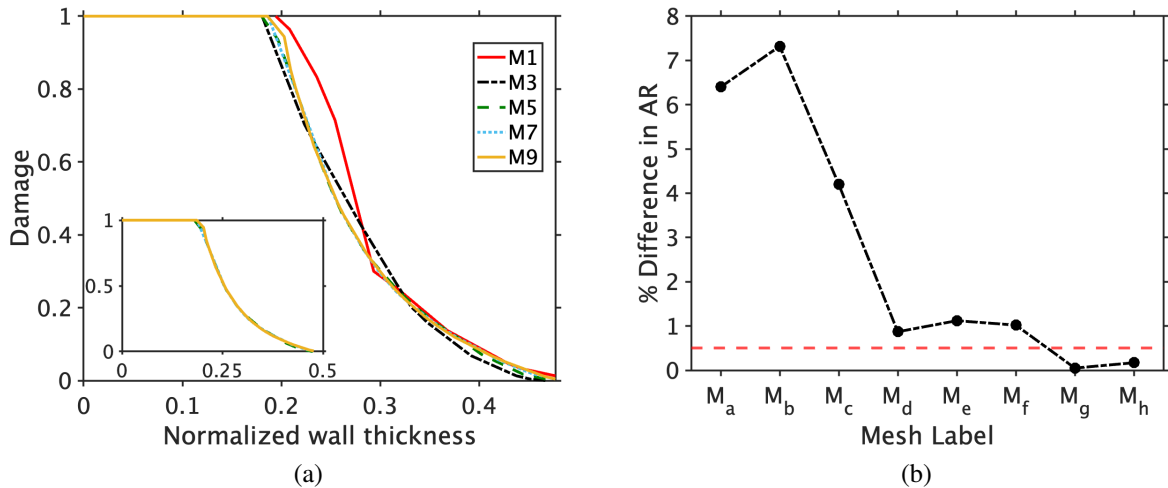 1
0.8
0.6
0.4
0.2
0
Damage
M1
M3
M5
M7
M9
1
0.5
0
0 0.25 0.5
0 0.1 0.2 0.3 0.4
Normalized wall thickness
(a)
8
7
6
5
4
3
2
1
0
% Difference in AR
Ma Mb Mc Md Me Mf Mg Mh
Mesh Label
(b)